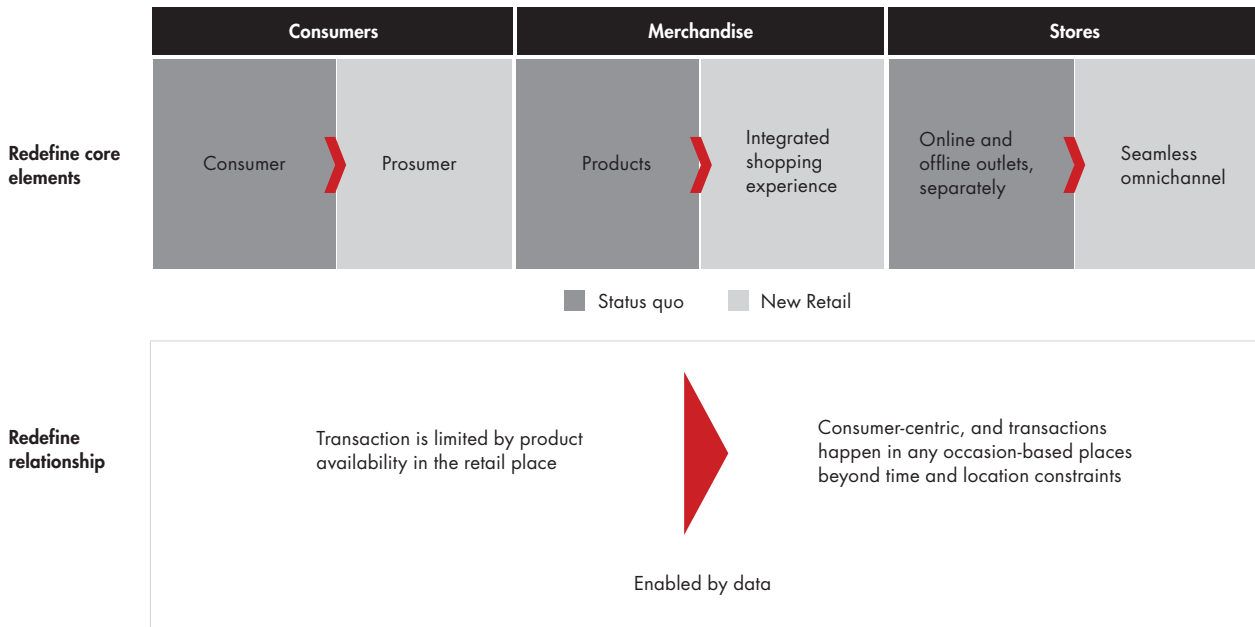 Consumers
Merchandise
Stores
Redefine core
elements
Consumer
Prosumer
Products
Integrated
shopping
experience
Online and
offline outlets,
separately
Seamless
omnichannel
Status quo
New Retail
Redefine
relationship
Transaction is limited by product
availability in the retail place
Consumer-centric, and transactions
happen in any occasion-based places
beyond time and location constraints
Enabled by data